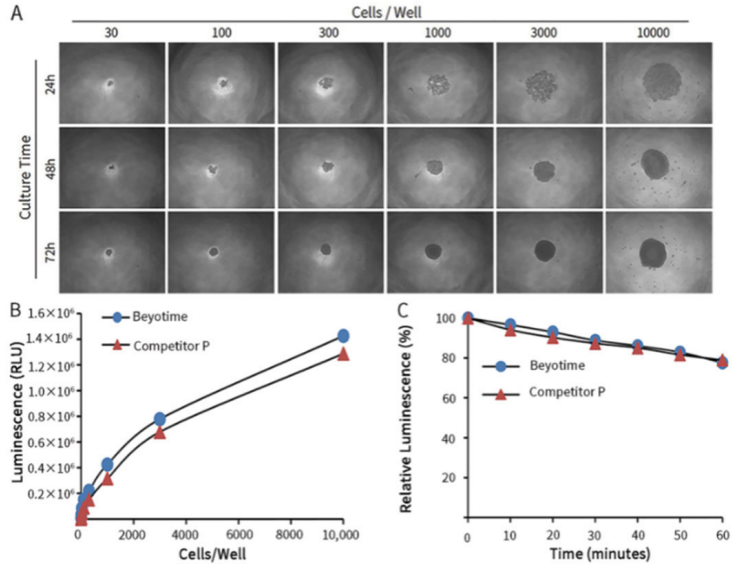 A
Cells / Well
30 100 300 1000 3000 10000
Culture Time
24h
48h
72h
B
Luminescence (RLU)
1.6×10⁶
1.4×10⁶
1.2×10⁶
1.0×10⁶
0.8×10⁶
0.6×10⁶
0.4×10⁶
0.2×10⁶
Beyotime
Competitor P
0 2000 4000 6000 8000 10,000
Cells/Well
C
Relative Luminescence (%)
100
80
60
40
20
Beyotime
Competitor P
0 10 20 30 40 50 60
Time (minutes)